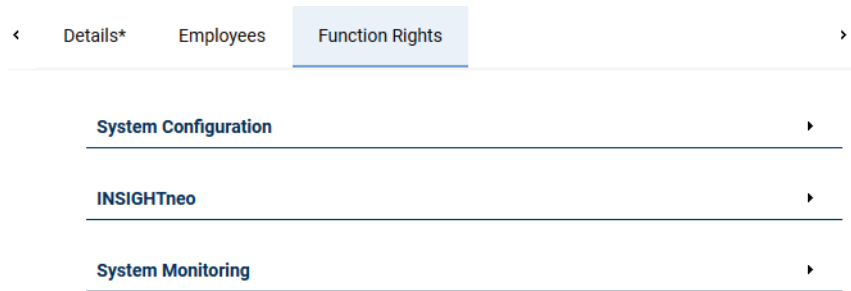 Details* Employees Function Rights
System Configuration
INSIGHTneo
System Monitoring